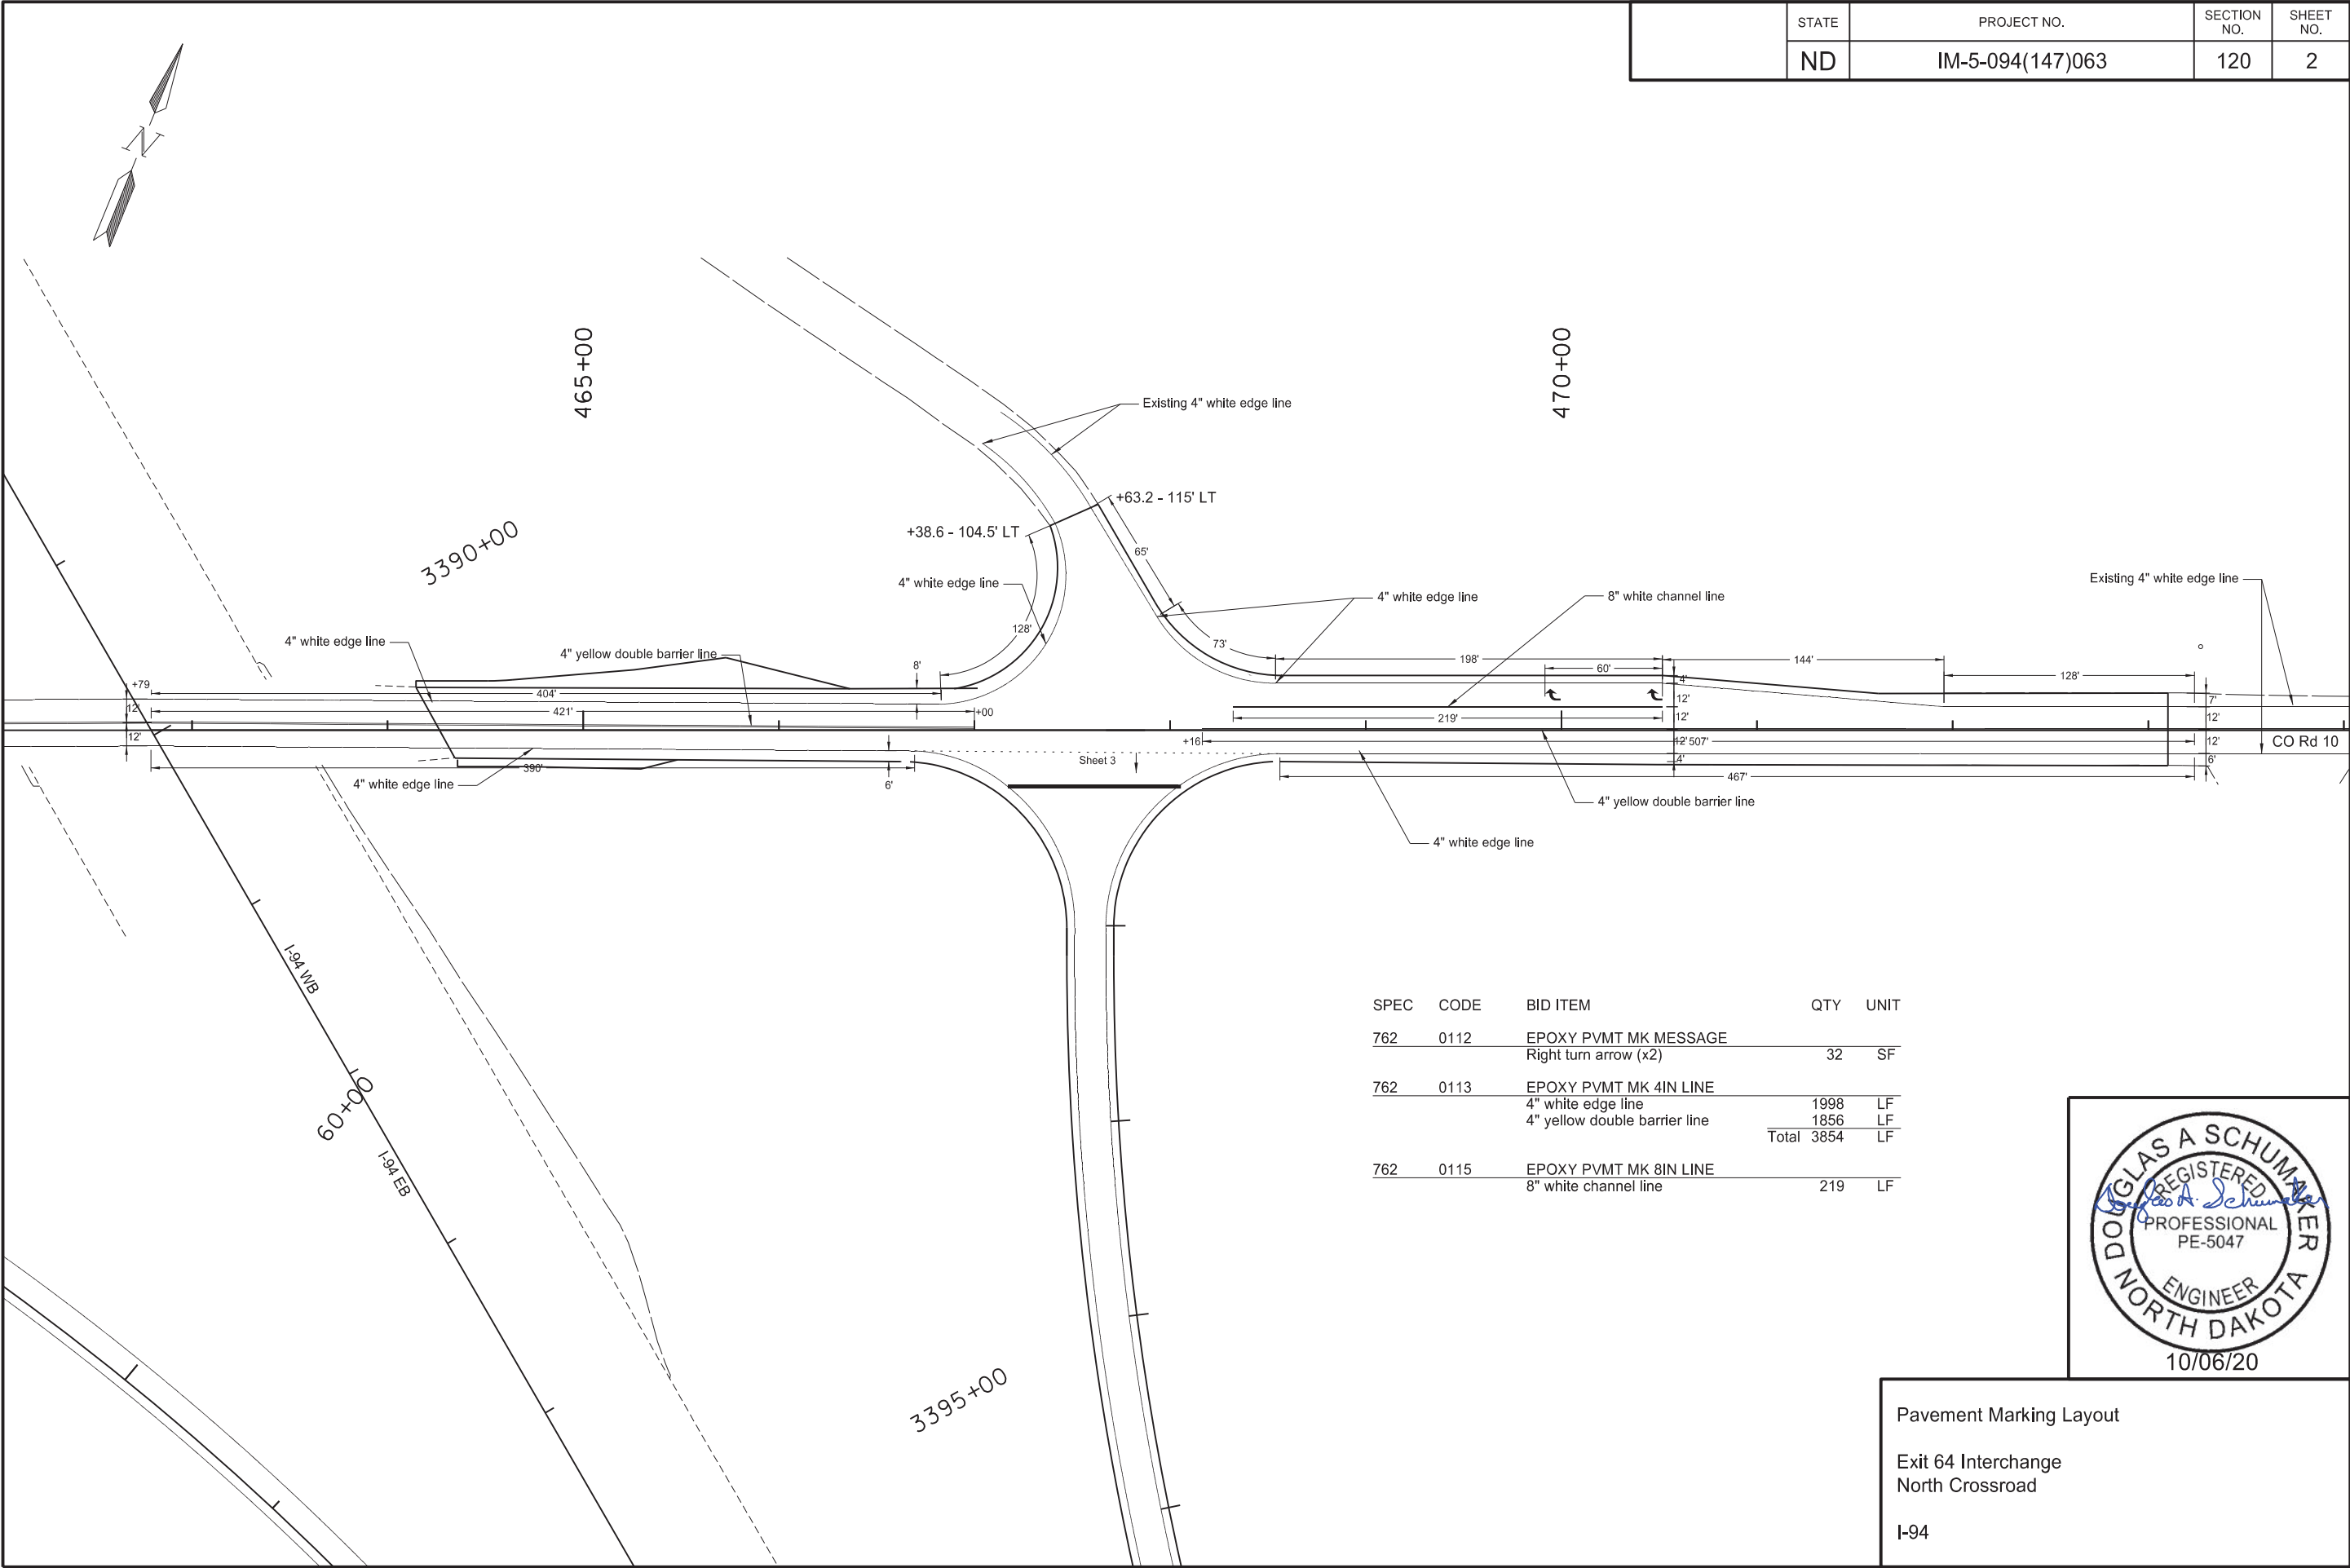 STATE PROJECT NO. SECTION NO. SHEET NO.
ND IM-5-094(147)063 120 2
N
465+00
470+00
Existing 4" white edge line
+63.2 - 115' LT
+38.6 - 104.5' LT
3390+00
65'
4" white edge line
128'
4" white edge line
8" white channel line
Existing 4" white edge line
73'
4" white edge line
4" yellow double barrier line
8'
198'
60'
144'
128'
+79
404'
4'
7'
12'
421'
+00
12'
219'
12'
12'
12'
+16
12'
507'
12'
CO Rd 10
390'
Sheet 3
4'
6'
4" white edge line
6'
467'
4" yellow double barrier line
4" white edge line
I-94 WB
60+00
I-94 EB
3395+00
SPEC CODE BID ITEM QTY UNIT
762 0112 EPOXY PVMT MK MESSAGE
Right turn arrow (x2) 32 SF
762 0113 EPOXY PVMT MK 4IN LINE
4" white edge line 1998 LF
4" yellow double barrier line 1856 LF
Total 3854 LF
762 0115 EPOXY PVMT MK 8IN LINE
8" white channel line 219 LF
DOUGLAS A SCHUMAKER
REGISTERED
Douglas A. Schumaker
PROFESSIONAL
PE-5047
ENGINEER
NORTH DAKOTA
10/06/20
Pavement Marking Layout
Exit 64 Interchange
North Crossroad
I-94